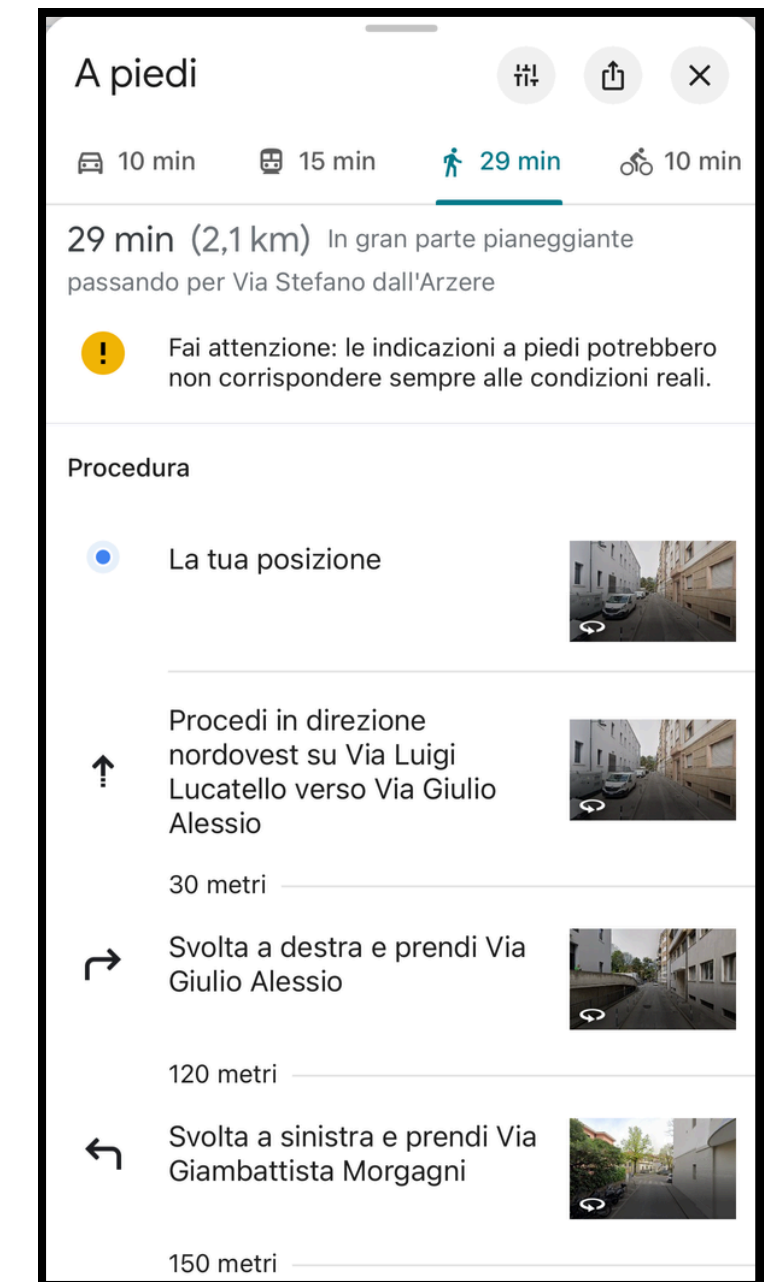 A piedi
10 min 15 min 29 min 10 min
29 min (2,1 km) In gran parte pianeggiante
passando per Via Stefano dall'Arzere
Fai attenzione: le indicazioni a piedi potrebbero
non corrispondere sempre alle condizioni reali.
Procedura
La tua posizione
Procedi in direzione
nordovest su Via Luigi
Lucatello verso Via Giulio
Alessio
30 metri
Svolta a destra e prendi Via
Giulio Alessio
120 metri
Svolta a sinistra e prendi Via
Giambattista Morgagni
150 metri